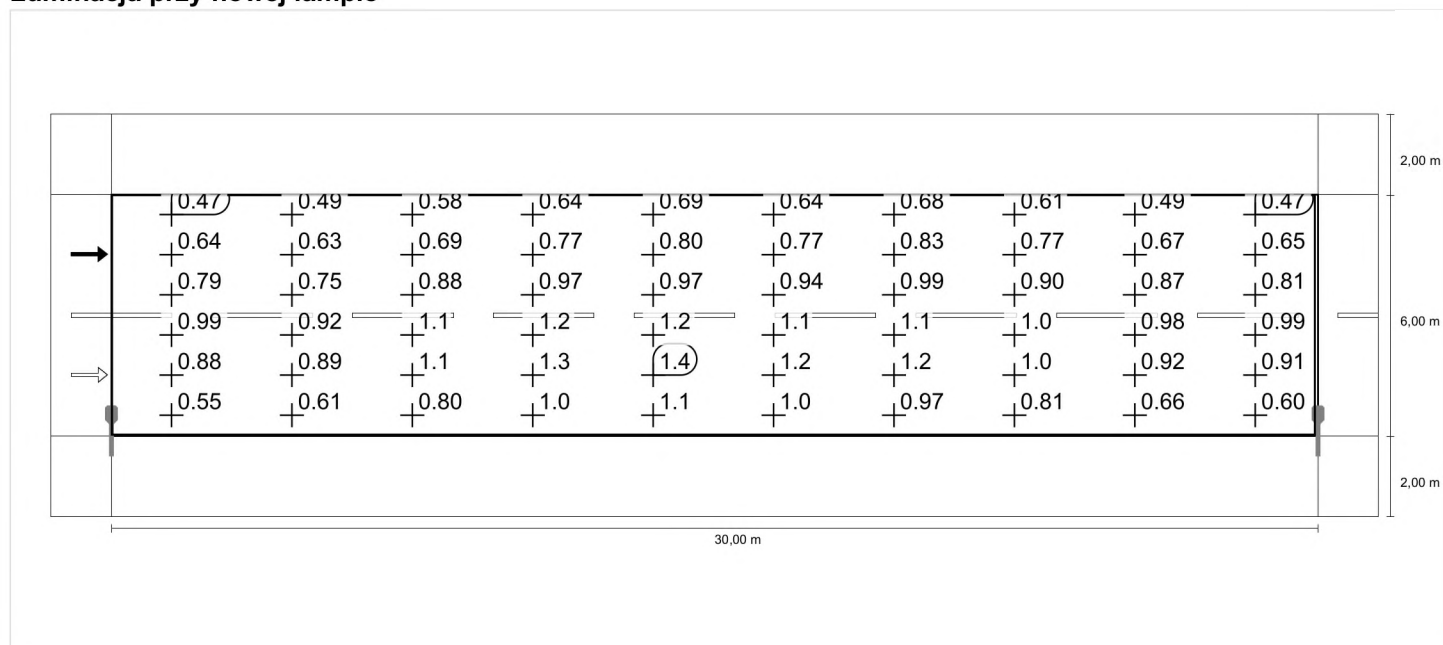 Luminacja przy nowej lampie
2,00 m
0.47 0.49 0.58 0.64 0.69 0.64 0.68 0.61 0.49 0.47
0.64 0.63 0.69 0.77 0.80 0.77 0.83 0.77 0.67 0.65
0.79 0.75 0.88 0.97 0.97 0.94 0.99 0.90 0.87 0.81
0.99 0.92 1.1 1.2 1.2 1.1 1.1 1.0 0.98 0.99 6,00 m
0.88 0.89 1.1 1.3 1.4 1.2 1.2 1.0 0.92 0.91
0.55 0.61 0.80 1.0 1.1 1.0 0.97 0.81 0.66 0.60
2,00 m
30,00 m